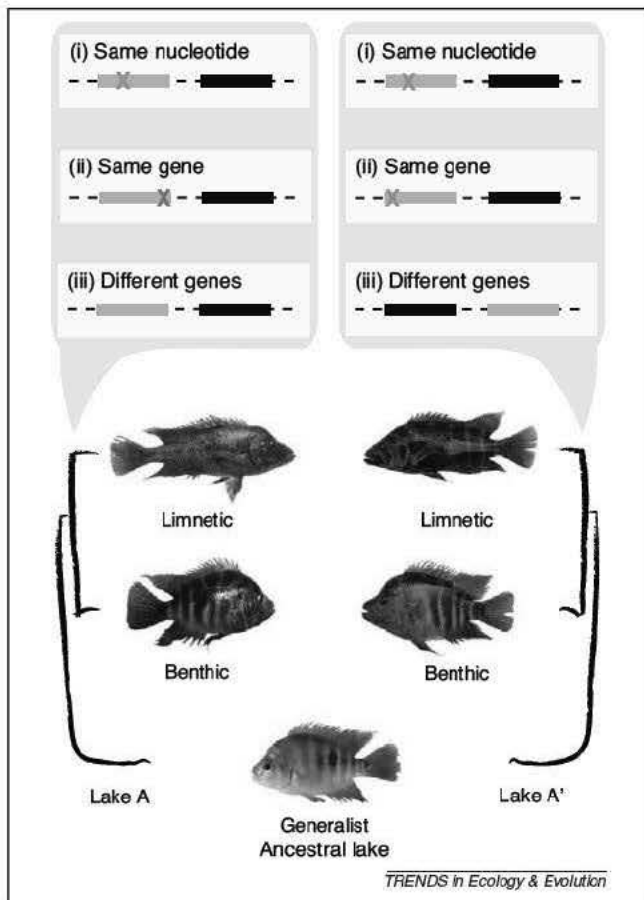 (i) Same nucleotide
(ii) Same gene
(iii) Different genes
(i) Same nucleotide
(ii) Same gene
(iii) Different genes
Limnetic
Limnetic
Benthic
Benthic
Lake A
Generalist
Ancestral lake
Lake A'
TRENDS in Ecology & Evolution